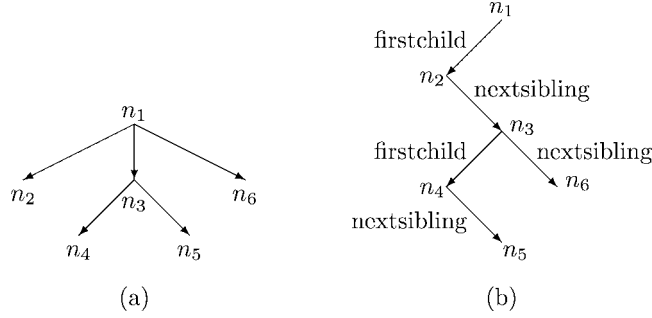 n₁
n₂
n₃
n₆
n₄
n₅
(a)
n₁
firstchild
n₂
nextsibling
n₃
firstchild
nextsibling
n₄
n₆
nextsibling
n₅
(b)